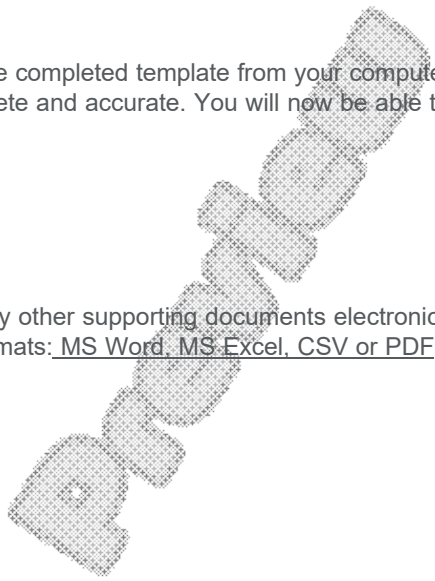 e completed template from your compute
ete and accurate. You will now be able t
y other supporting documents electronic
mats: MS Word, MS Excel, CSV or PDF
Preview